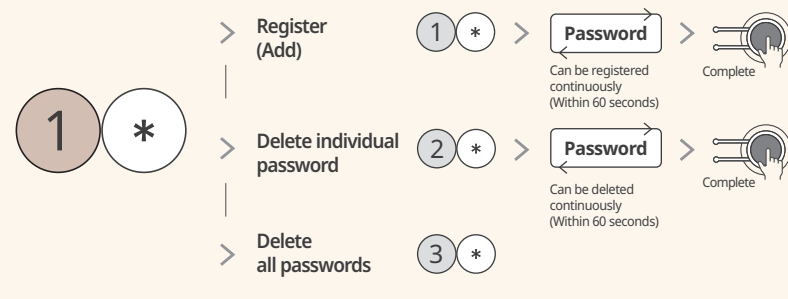 1 *
Register
(Add)
1 *
Password
Can be registered
continuously
(Within 60 seconds)
Complete
Delete individual
password
2 *
Password
Can be deleted
continuously
(Within 60 seconds)
Complete
Delete
all passwords
3 *